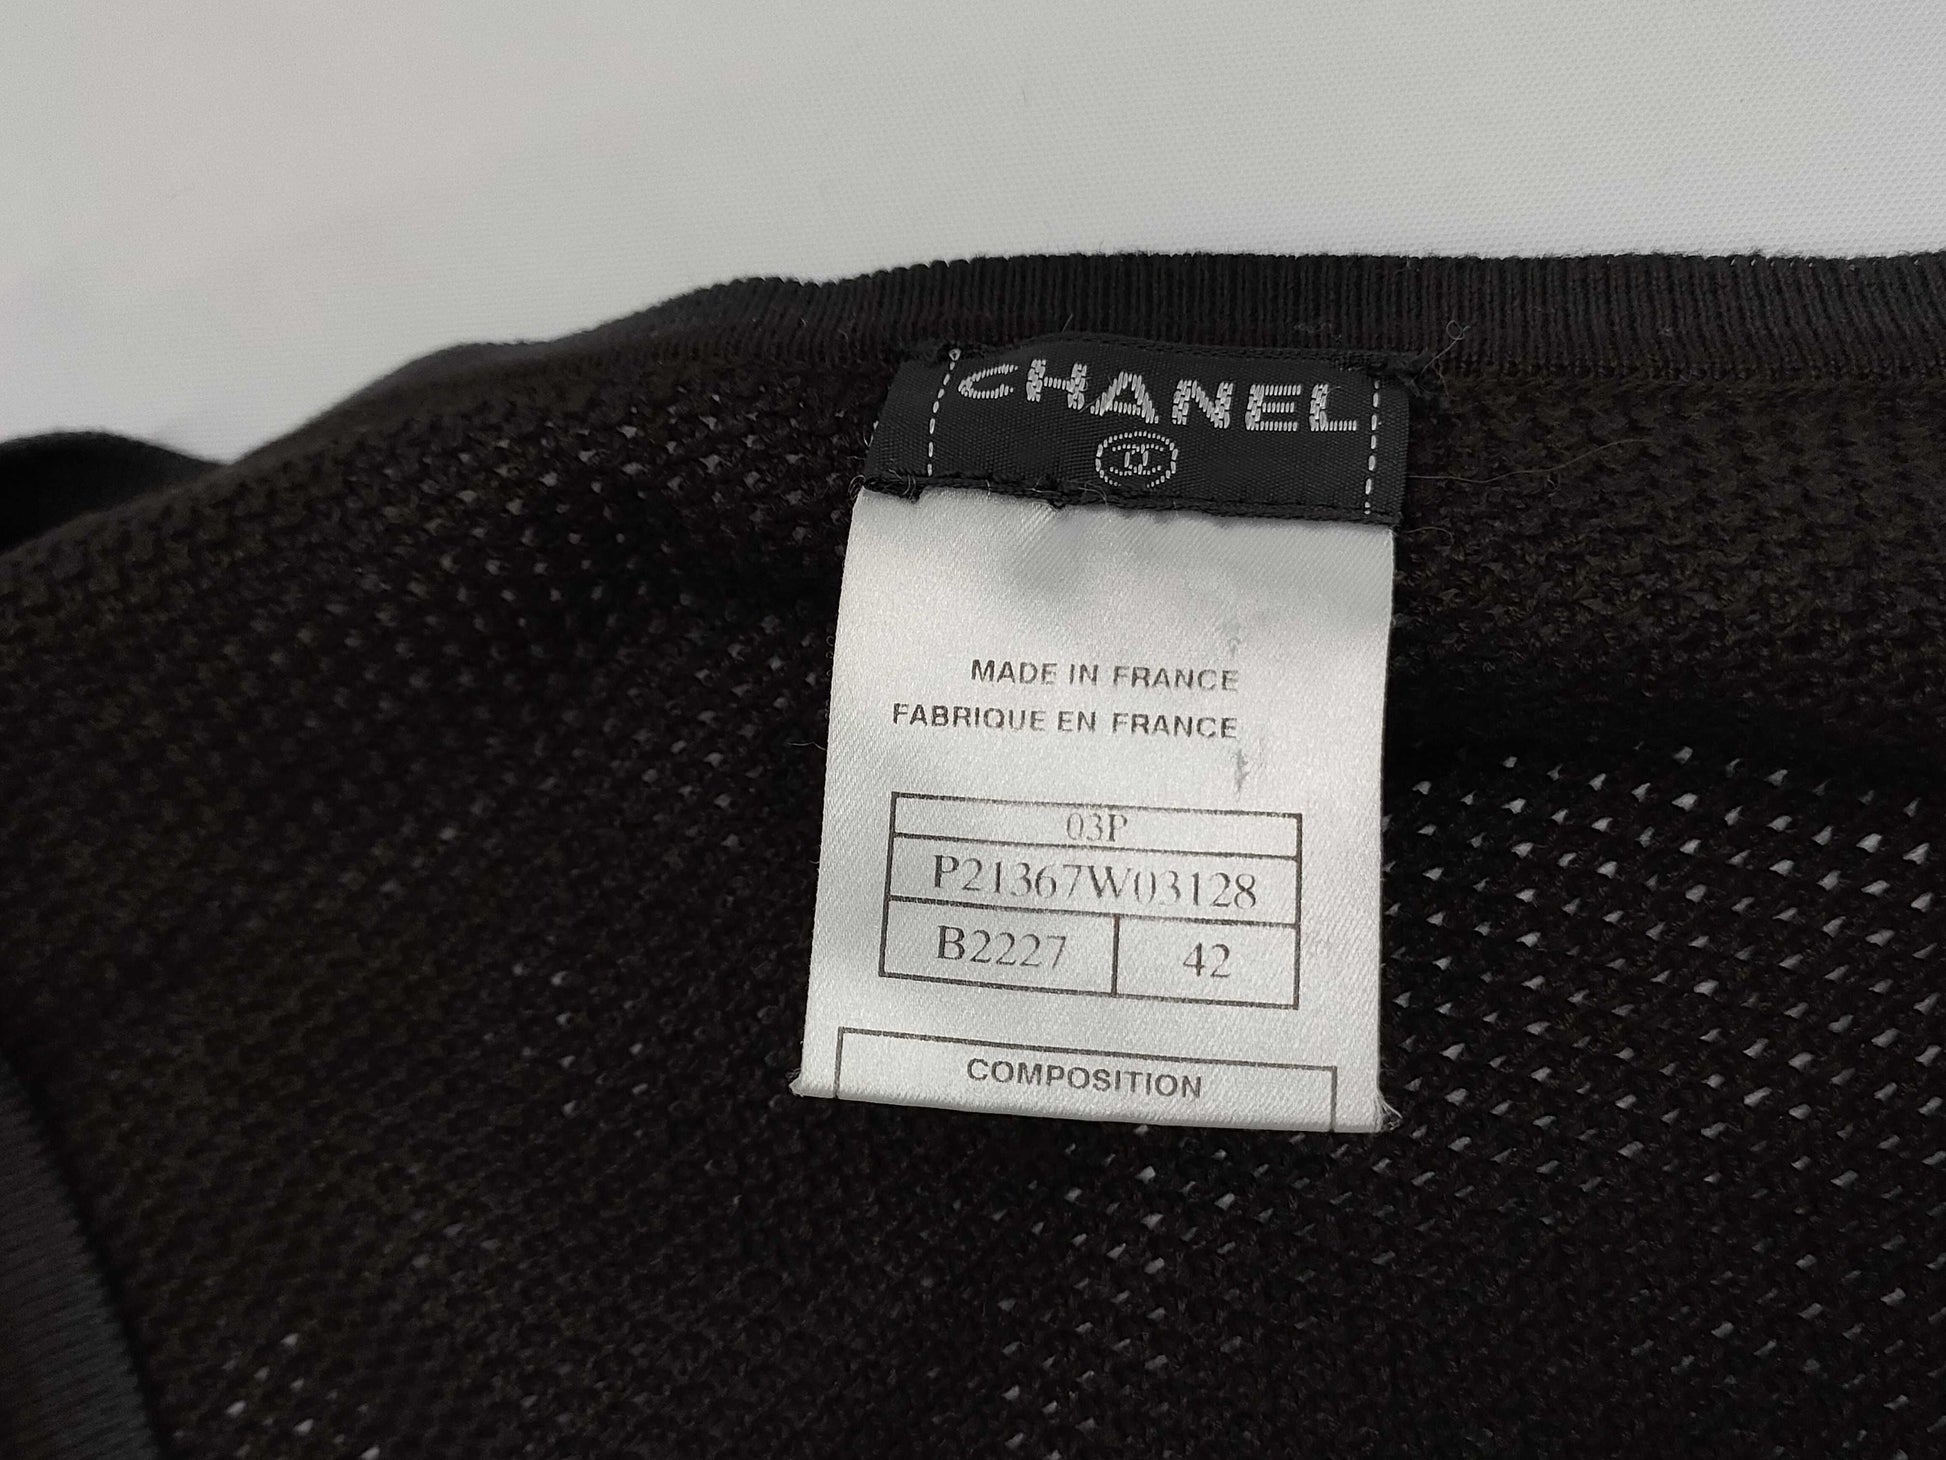 CHANEL
MADE IN FRANCE
FABRIQUE EN FRANCE
03P
P21367W03128
B2227 42
COMPOSITION